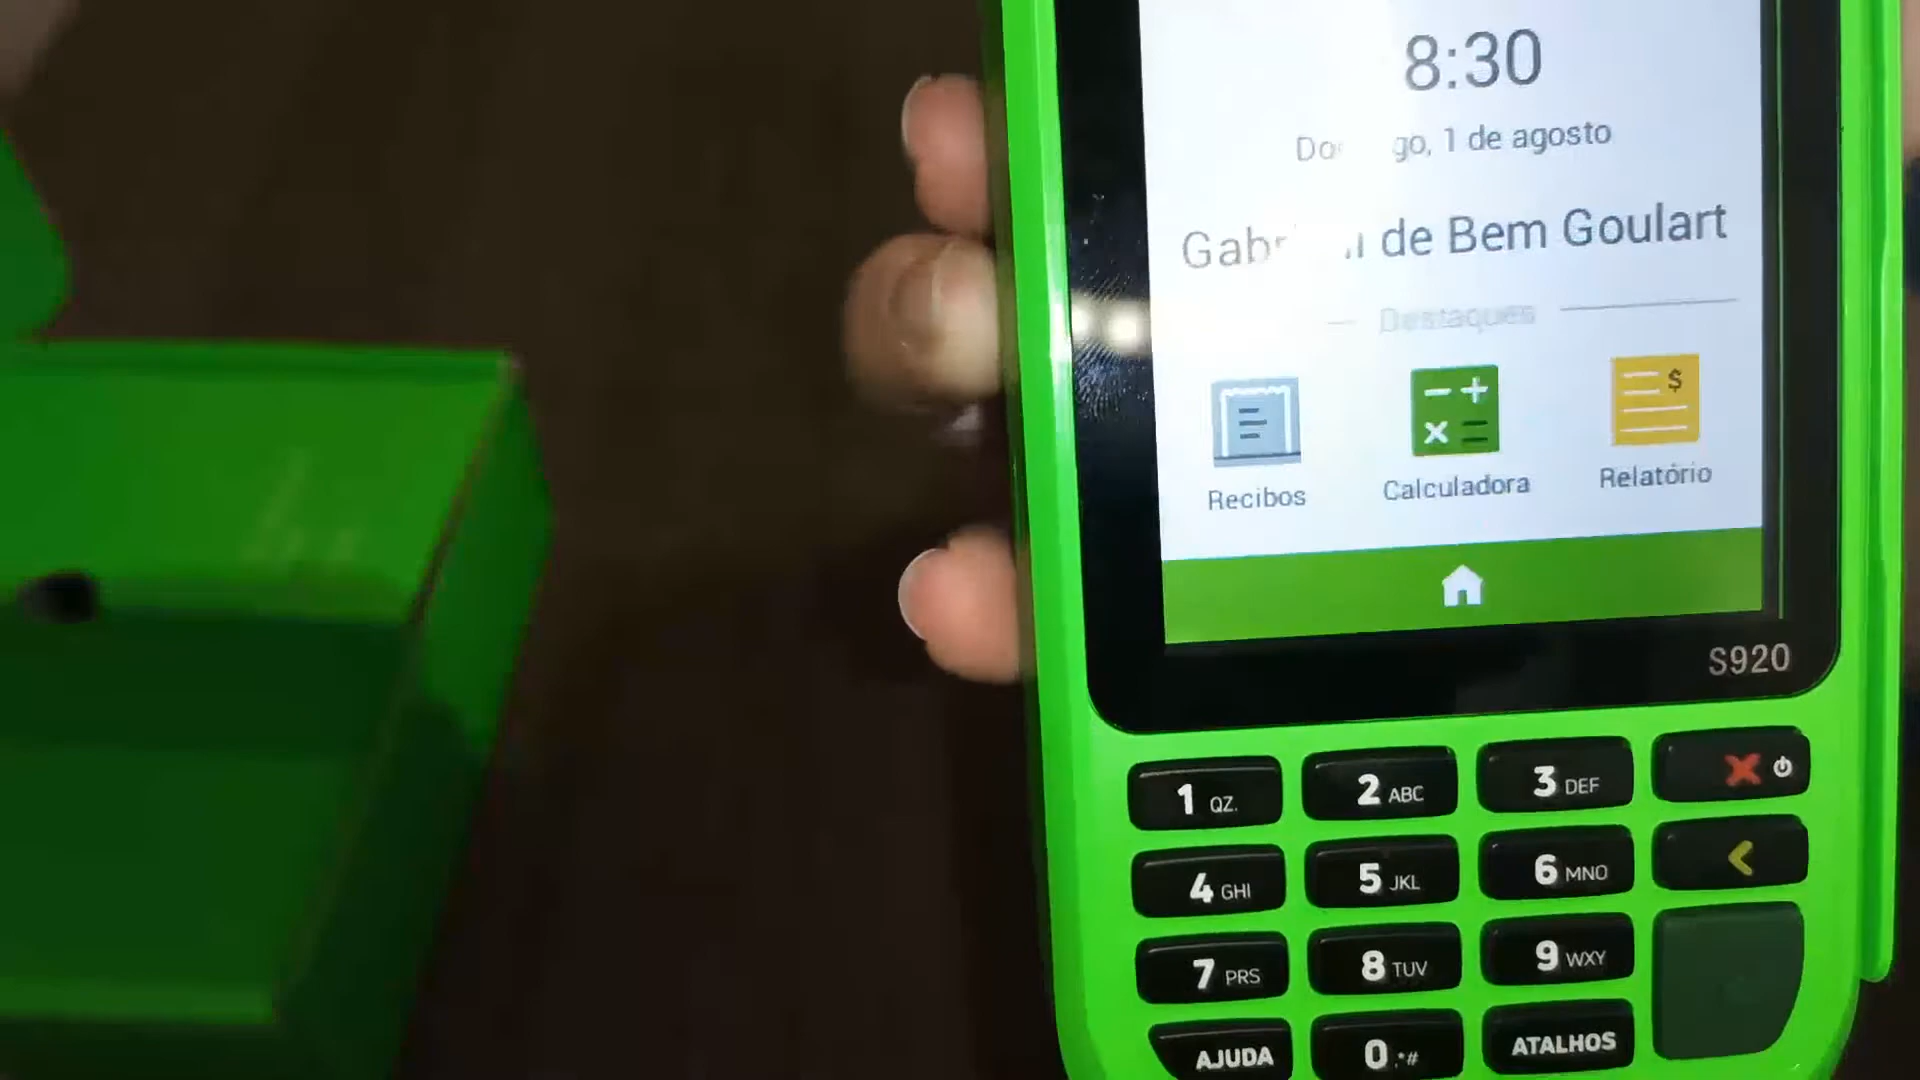 8:30
1 de agosto
de Bem Goulart
Destaques
Recibos Calculadora Relatório
S920
1 QZ. 2 ABC 3 DEF
4 GHI 5 JKL 6 MNO
7 PRS 8 TUV 9 WXY
AJUDA 0 .*# ATALHOS